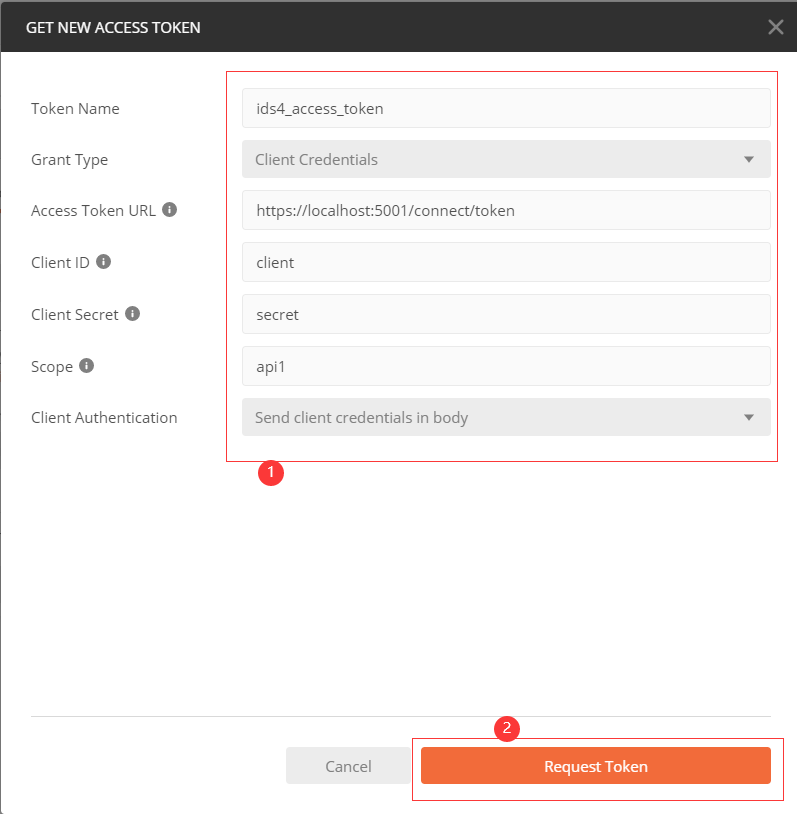 GET NEW ACCESS TOKEN
Token Name ids4_access_token
Grant Type Client Credentials
Access Token URL https://localhost:5001/connect/token
Client ID client
Client Secret secret
Scope api1
Client Authentication Send client credentials in body
1
2
Cancel Request Token